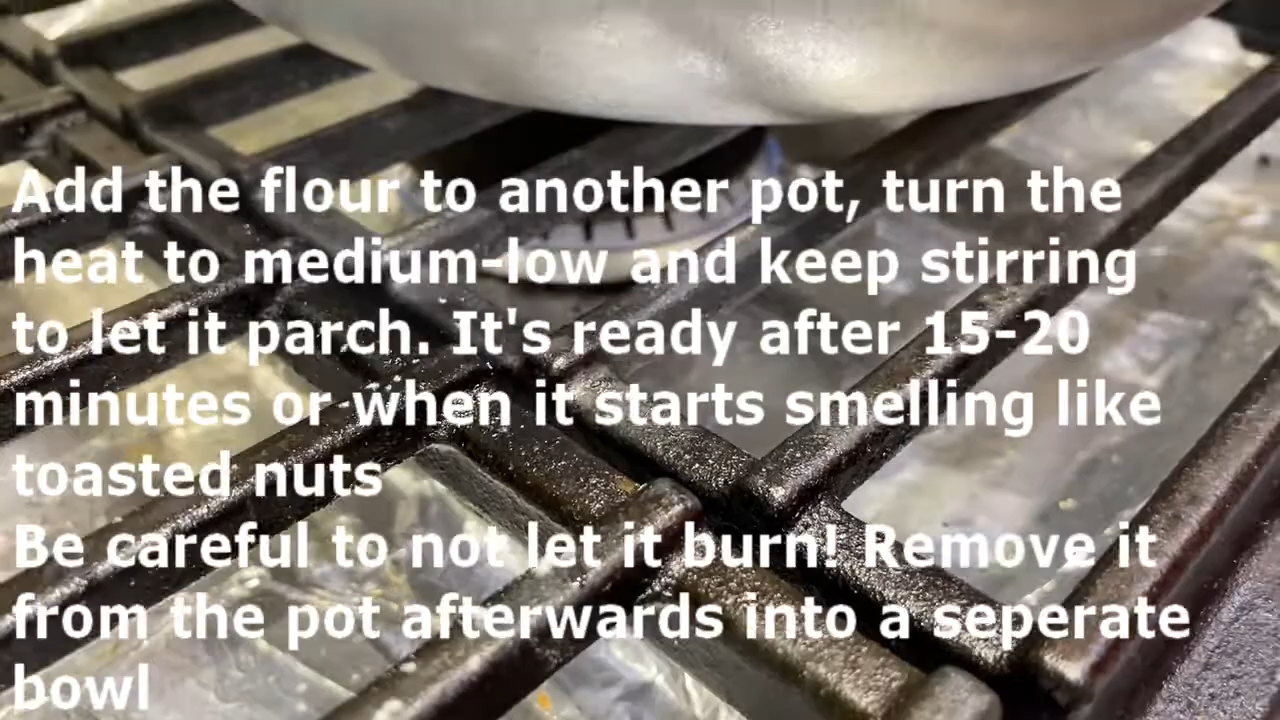 Add the flour to another pot, turn the
heat to medium-low and keep stirring
to let it parch. It's ready after 15-20
minutes or when it starts smelling like
toasted nuts
Be careful to not let it burn! Remove it
from the pot afterwards into a seperate
bowl